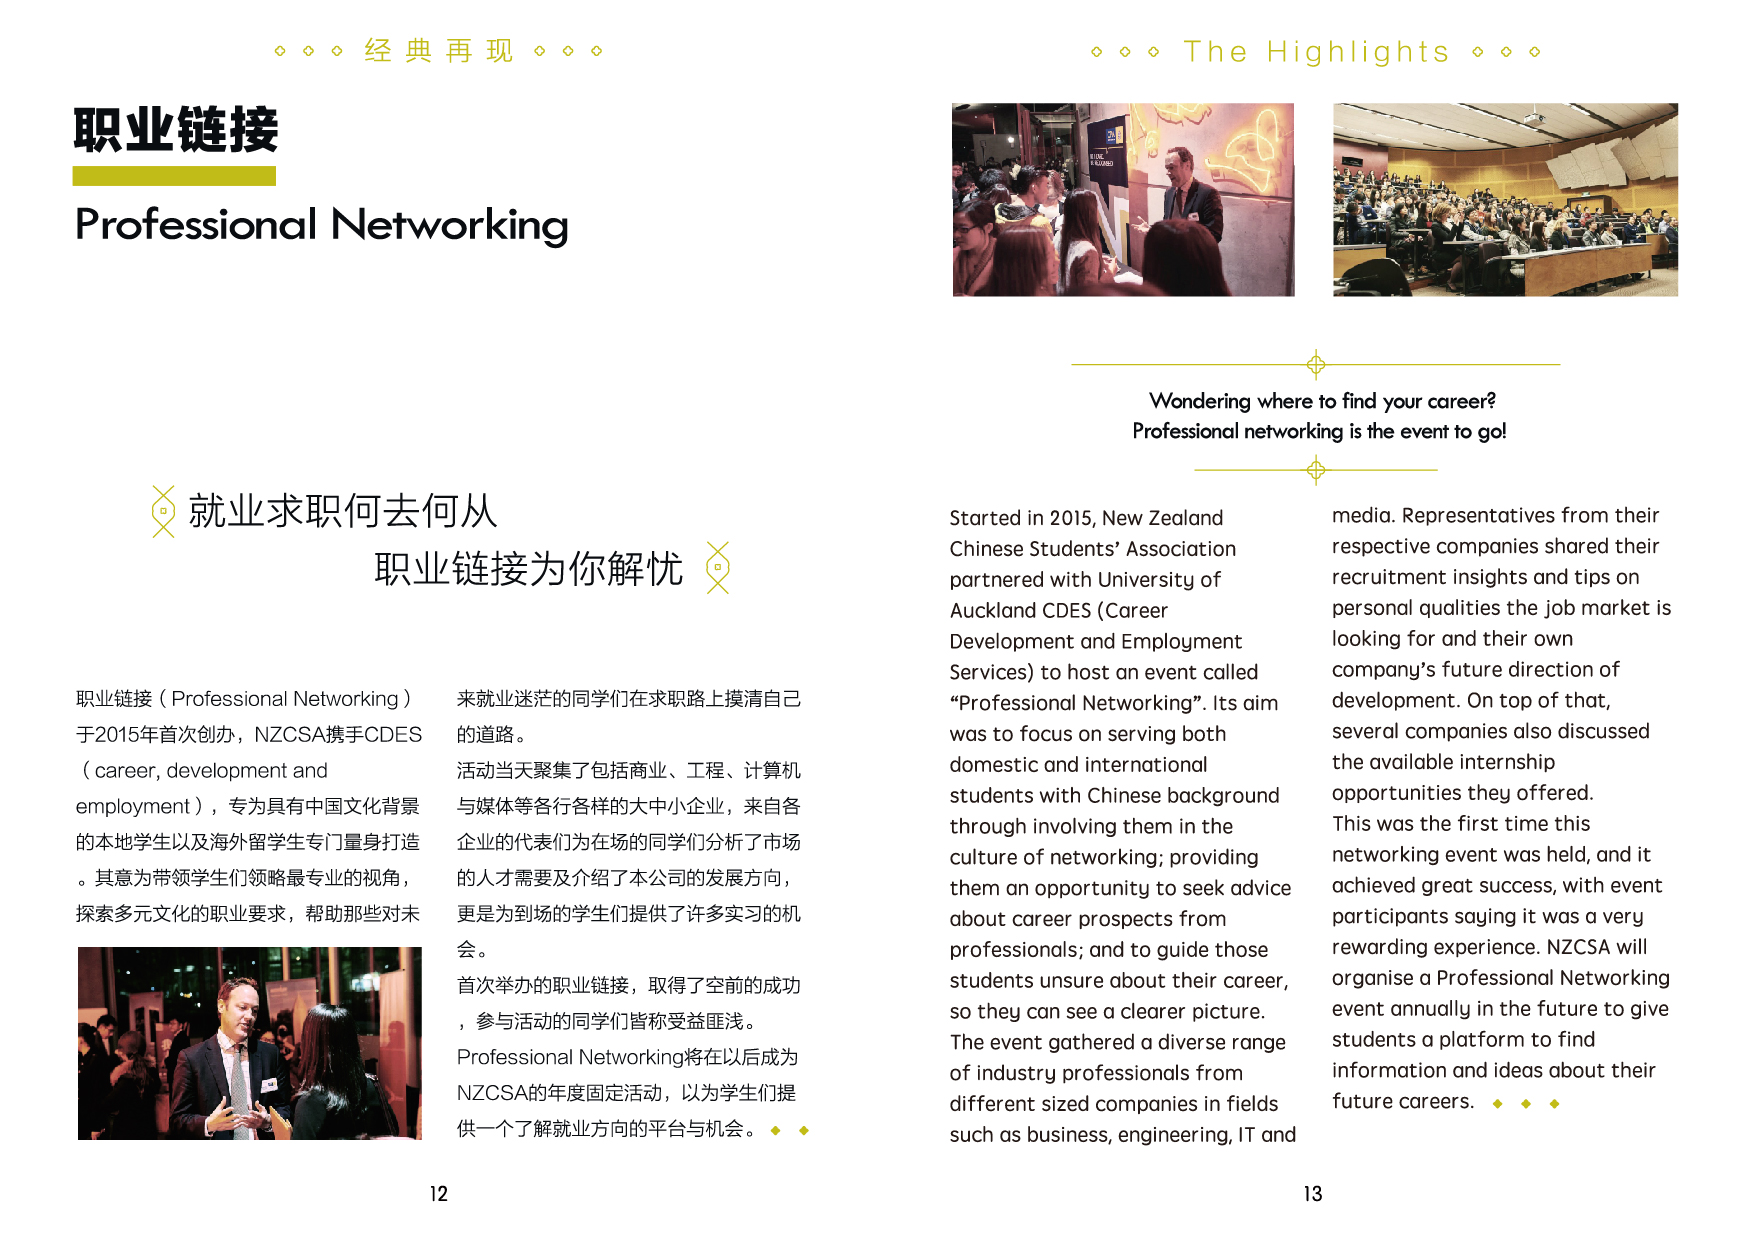 经典再现
职业链接
Professional Networking
就业求职何去何从
职业链接为你解忧
职业链接（Professional Networking）
于2015年首次创办，NZCSA携手CDES
（career, development and
employment），专为具有中国文化背景
的本地学生以及海外留学生专门量身打造
。其意为带领学生们领略最专业的视角，
探索多元文化的职业要求，帮助那些对未
来就业迷茫的同学们在求职路上摸清自己
的道路。
活动当天聚集了包括商业、工程、计算机
与媒体等各行各样的大中小企业，来自各
企业的代表们为在场的同学们分析了市场
的人才需要及介绍了本公司的发展方向，
更是为到场的学生们提供了许多实习的机
会。
首次举办的职业链接，取得了空前的成功
，参与活动的同学们皆称受益匪浅。
Professional Networking将在以后成为
NZCSA的年度固定活动，以为学生们提
供一个了解就业方向的平台与机会。
12
The Highlights
Wondering where to find your career?
Professional networking is the event to go!
Started in 2015, New Zealand
Chinese Students’ Association
partnered with University of
Auckland CDES (Career
Development and Employment
Services) to host an event called
“Professional Networking”. Its aim
was to focus on serving both
domestic and international
students with Chinese background
through involving them in the
culture of networking; providing
them an opportunity to seek advice
about career prospects from
professionals; and to guide those
students unsure about their career,
so they can see a clearer picture.
The event gathered a diverse range
of industry professionals from
different sized companies in fields
such as business, engineering, IT and
media. Representatives from their
respective companies shared their
recruitment insights and tips on
personal qualities the job market is
looking for and their own
company’s future direction of
development. On top of that,
several companies also discussed
the available internship
opportunities they offered.
This was the first time this
networking event was held, and it
achieved great success, with event
participants saying it was a very
rewarding experience. NZCSA will
organise a Professional Networking
event annually in the future to give
students a platform to find
information and ideas about their
future careers.
13